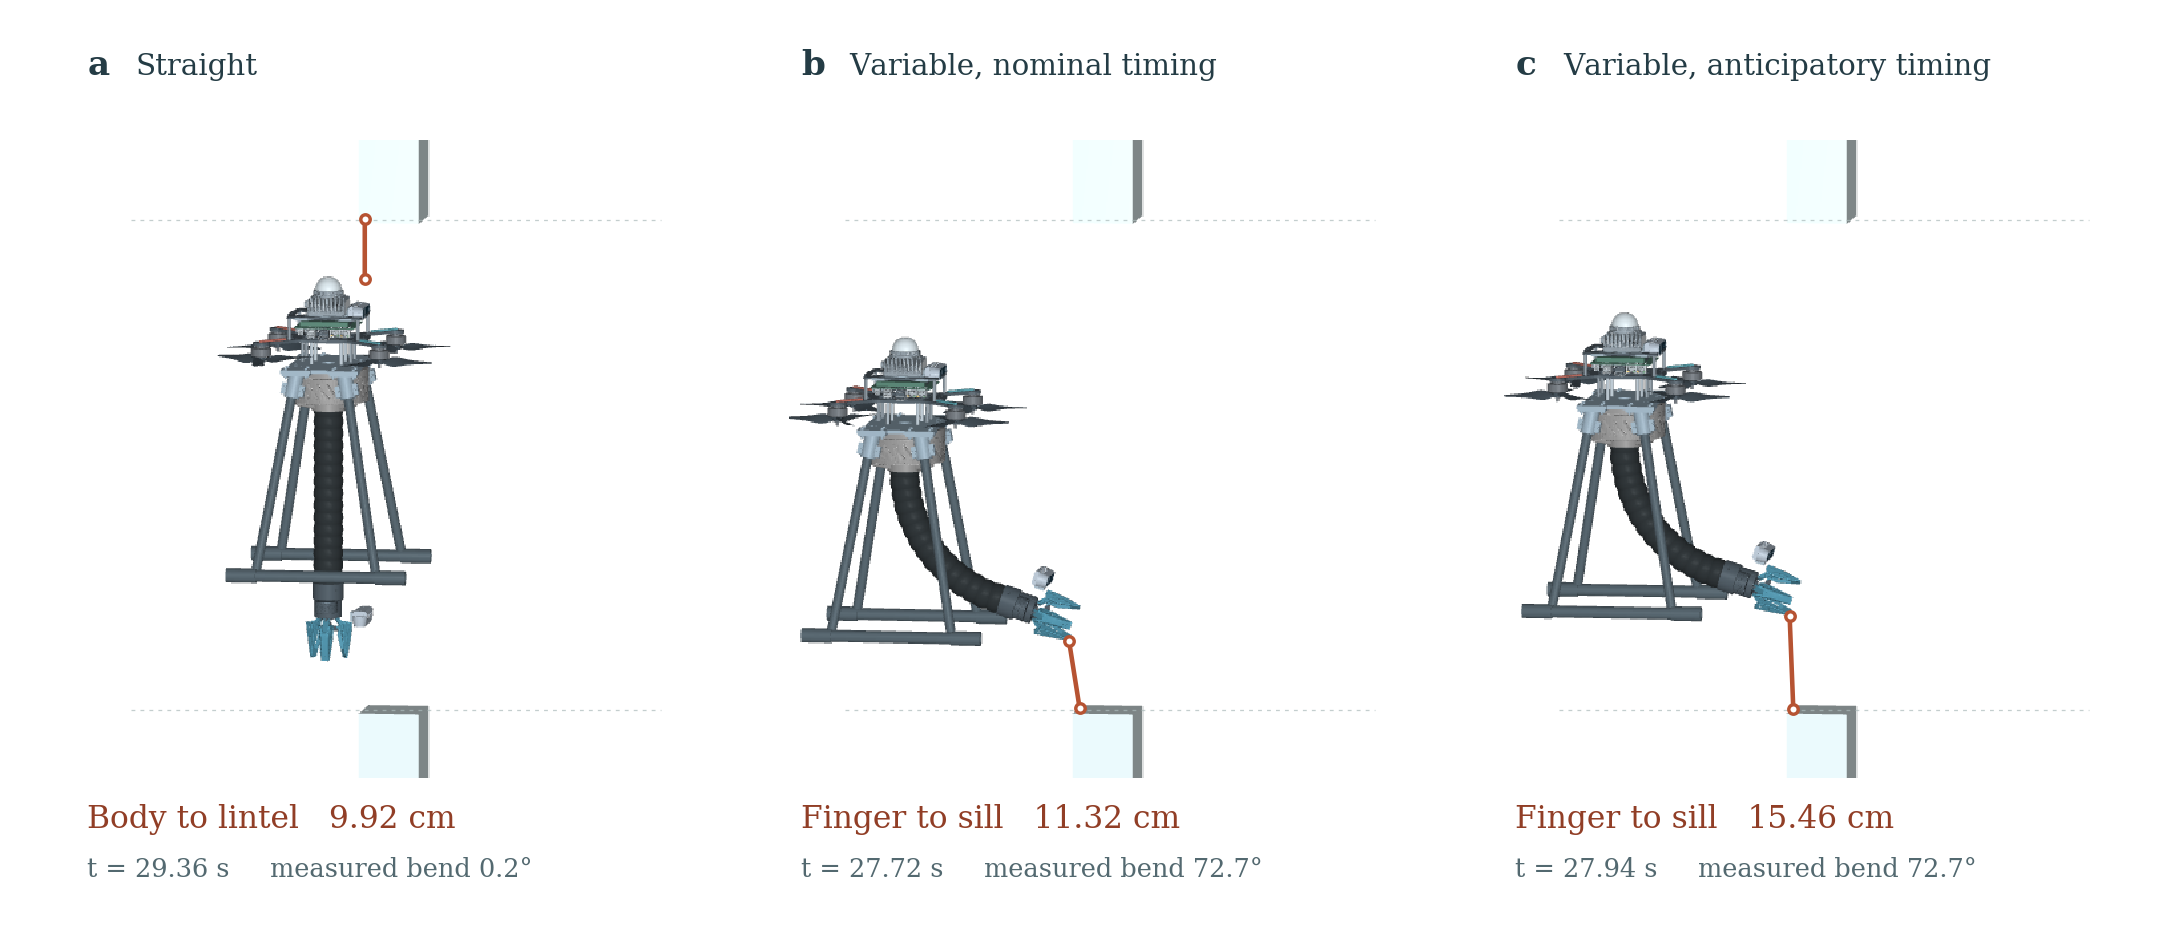 a Straight
b Variable, nominal timing
c Variable, anticipatory timing
Body to lintel 9.92 cm
t = 29.36 s measured bend 0.2°
Finger to sill 11.32 cm
t = 27.72 s measured bend 72.7°
Finger to sill 15.46 cm
t = 27.94 s measured bend 72.7°